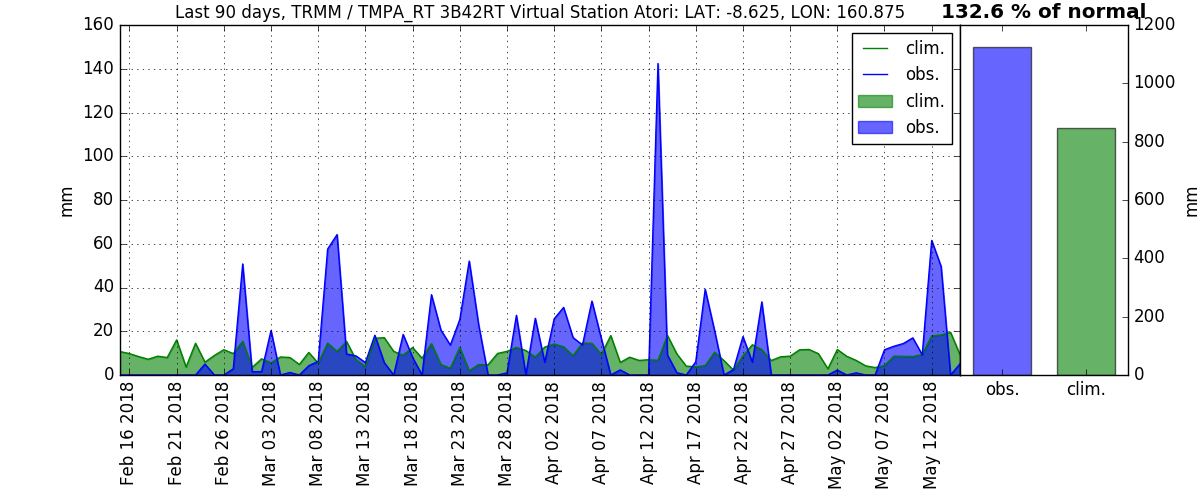 Last 90 days, TRMM / TMPA_RT 3B42RT Virtual Station Atori: LAT: -8.625, LON: 160.875
132.6 % of normal
160
140
120
100
80
60
40
20
0
mm
clim.
obs.
clim.
obs.
Feb 16 2018
Feb 21 2018
Feb 26 2018
Mar 03 2018
Mar 08 2018
Mar 13 2018
Mar 18 2018
Mar 23 2018
Mar 28 2018
Apr 02 2018
Apr 07 2018
Apr 12 2018
Apr 17 2018
Apr 22 2018
Apr 27 2018
May 02 2018
May 07 2018
May 12 2018
1200
1000
800
600
400
200
0
mm
obs.
clim.